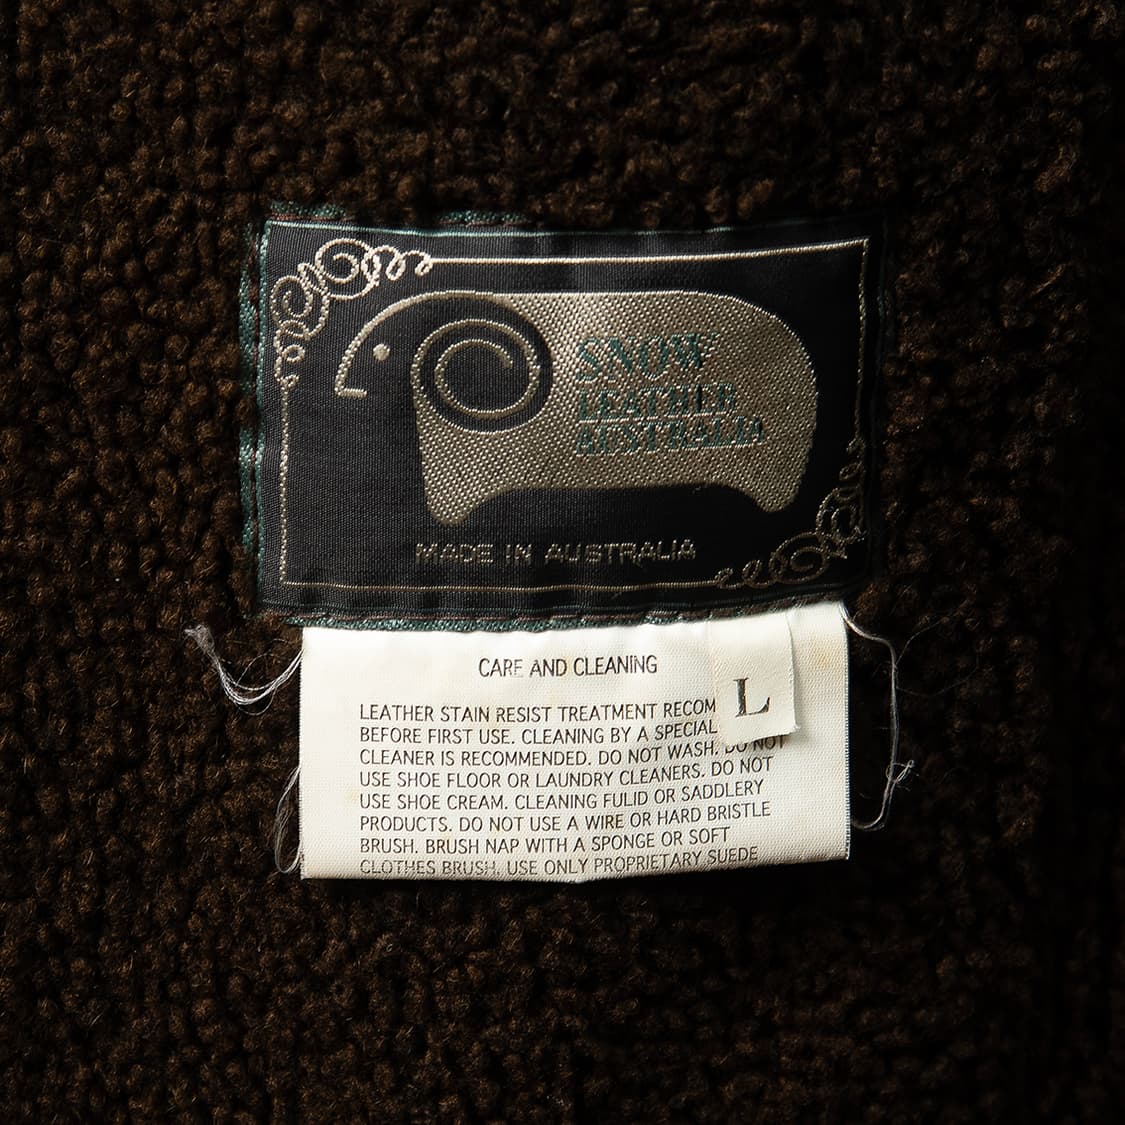 SNOW
LEATHER
AUSTRALIA
MADE IN AUSTRALIA
CARE AND CLEANING
L
LEATHER STAIN RESIST TREATMENT RECOM
BEFORE FIRST USE. CLEANING BY A SPECIAL
CLEANER IS RECOMMENDED. DO NOT WASH. DO NOT
USE SHOE FLOOR OR LAUNDRY CLEANERS. DO NOT
USE SHOE CREAM. CLEANING FULID OR SADDLERY
PRODUCTS. DO NOT USE A WIRE OR HARD BRISTLE
BRUSH. BRUSH NAP WITH A SPONGE OR SOFT
CLOTHES BRUSH. USE ONLY PROPRIETARY SUEDE